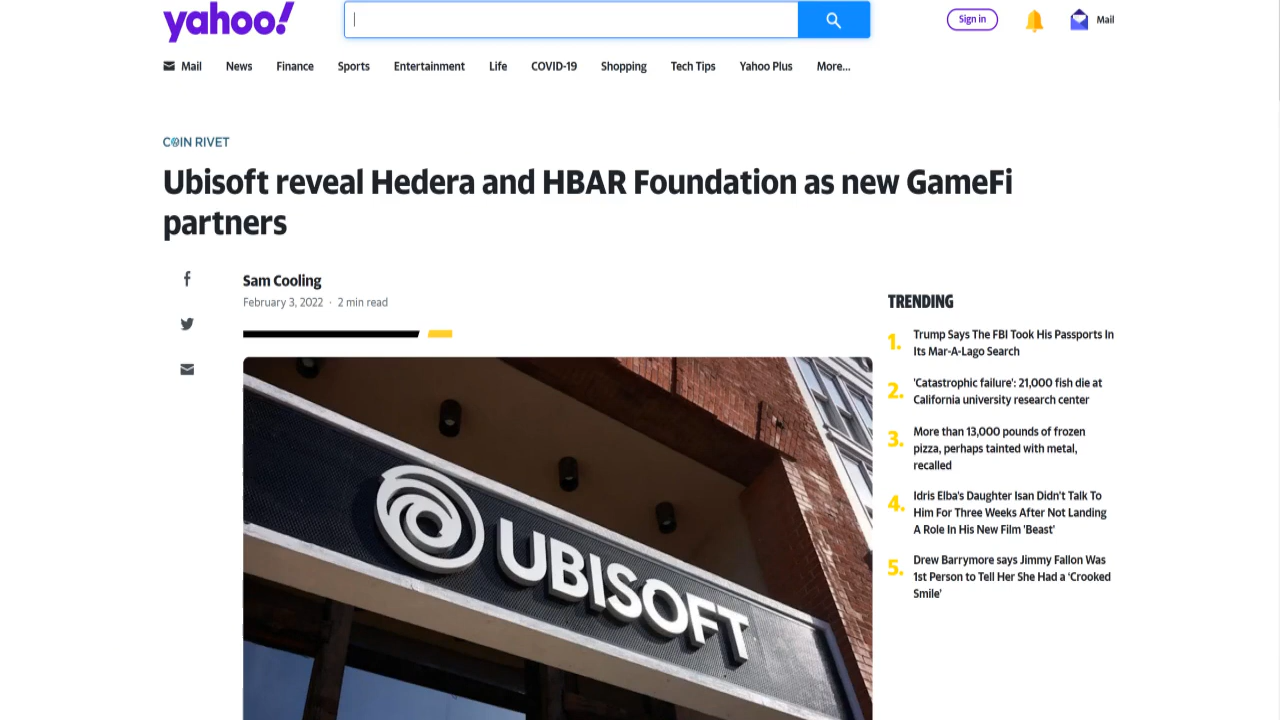 yahoo!
Sign in
Mail
Mail News Finance Sports Entertainment Life COVID-19 Shopping Tech Tips Yahoo Plus More...
COIN RIVET
Ubisoft reveal Hedera and HBAR Foundation as new GameFi
partners
Sam Cooling
February 3, 2022 · 2 min read
UBISOFT
TRENDING
1. Trump Says The FBI Took His Passports In
Its Mar-A-Lago Search
2. 'Catastrophic failure': 21,000 fish die at
California university research center
3. More than 13,000 pounds of frozen
pizza, perhaps tainted with metal,
recalled
4. Idris Elba's Daughter Isan Didn't Talk To
Him For Three Weeks After Not Landing
A Role In His New Film 'Beast'
5. Drew Barrymore says Jimmy Fallon Was
1st Person to Tell Her She Had a 'Crooked
Smile'